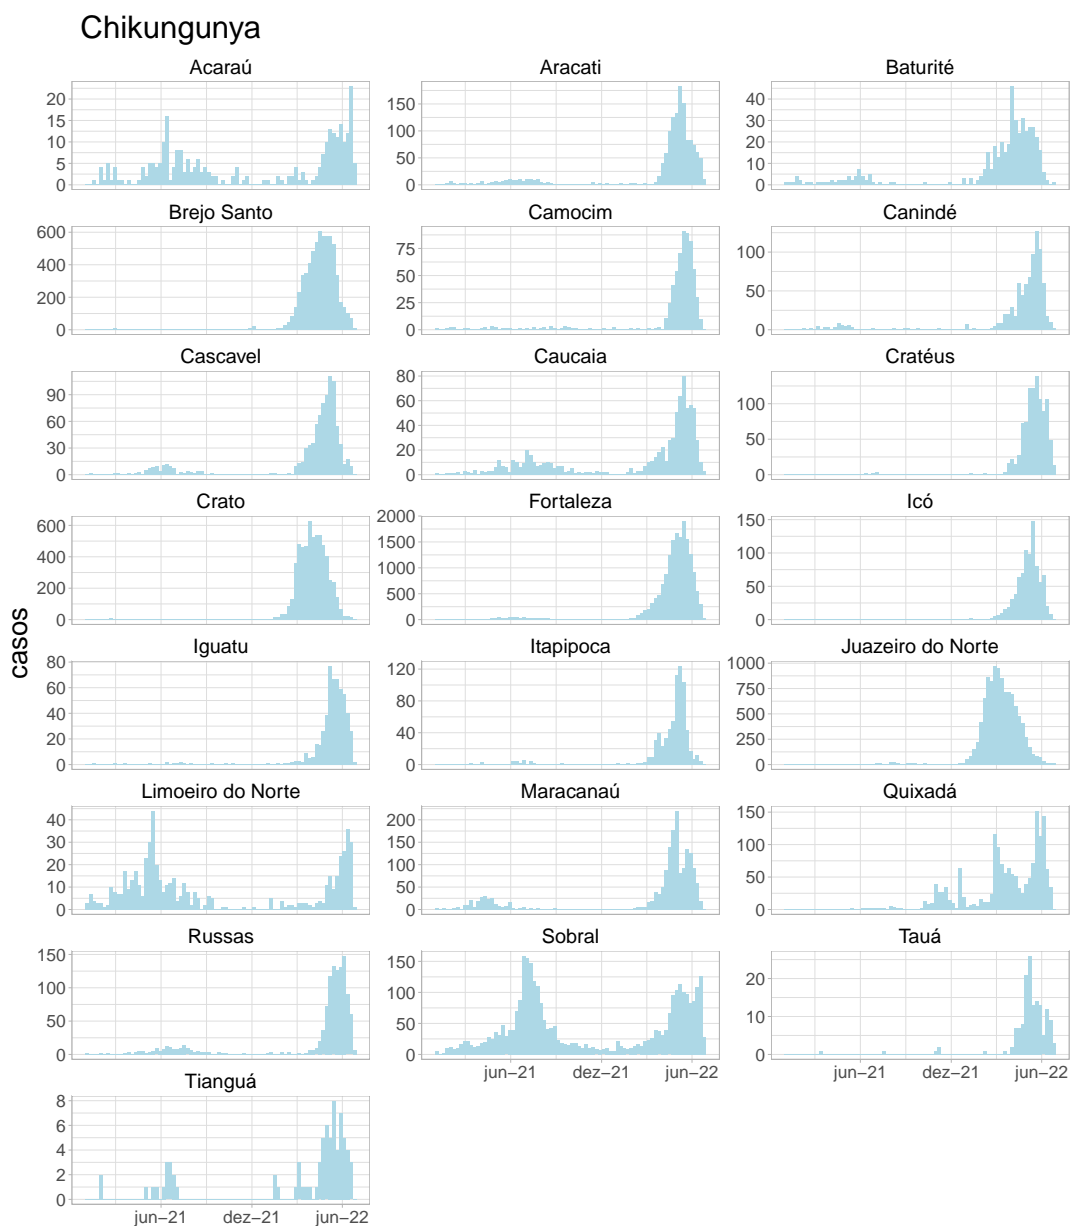 Chikungunya
Acaraú Aracati Baturité
20 15 10 5 0
150 100 50 0
40 30 20 10 0
Brejo Santo Camocim Canindé
600 400 200 0
75 50 25 0
100 50 0
Cascavel Caucaia Cratéus
90 60 30 0
80 60 40 20 0
100 50 0
Crato Fortaleza Icó
600 400 200 0
2000 1500 1000 500 0
150 100 50 0
casos
Iguatu Itapipoca Juazeiro do Norte
80 60 40 20 0
120 80 40 0
1000 750 500 250 0
Limoeiro do Norte Maracanaú Quixadá
40 30 20 10 0
200 150 100 50 0
150 100 50 0
Russas Sobral Tauá
150 100 50 0
150 100 50 0
20 10 0
jun–21 dez–21 jun–22 jun–21 dez–21 jun–22
Tianguá
8 6 4 2 0
jun–21 dez–21 jun–22